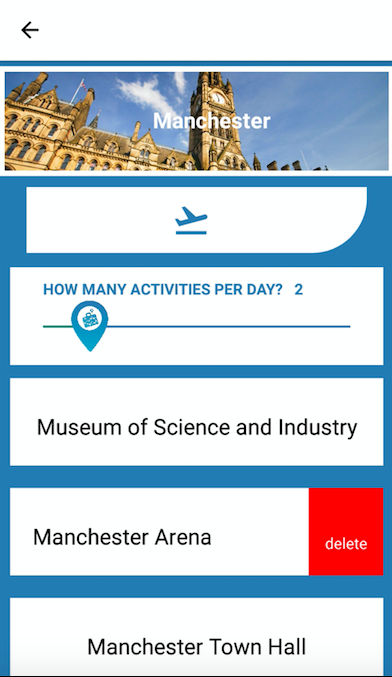 Manchester
HOW MANY ACTIVITIES PER DAY? 2
Museum of Science and Industry
Manchester Arena
delete
Manchester Town Hall